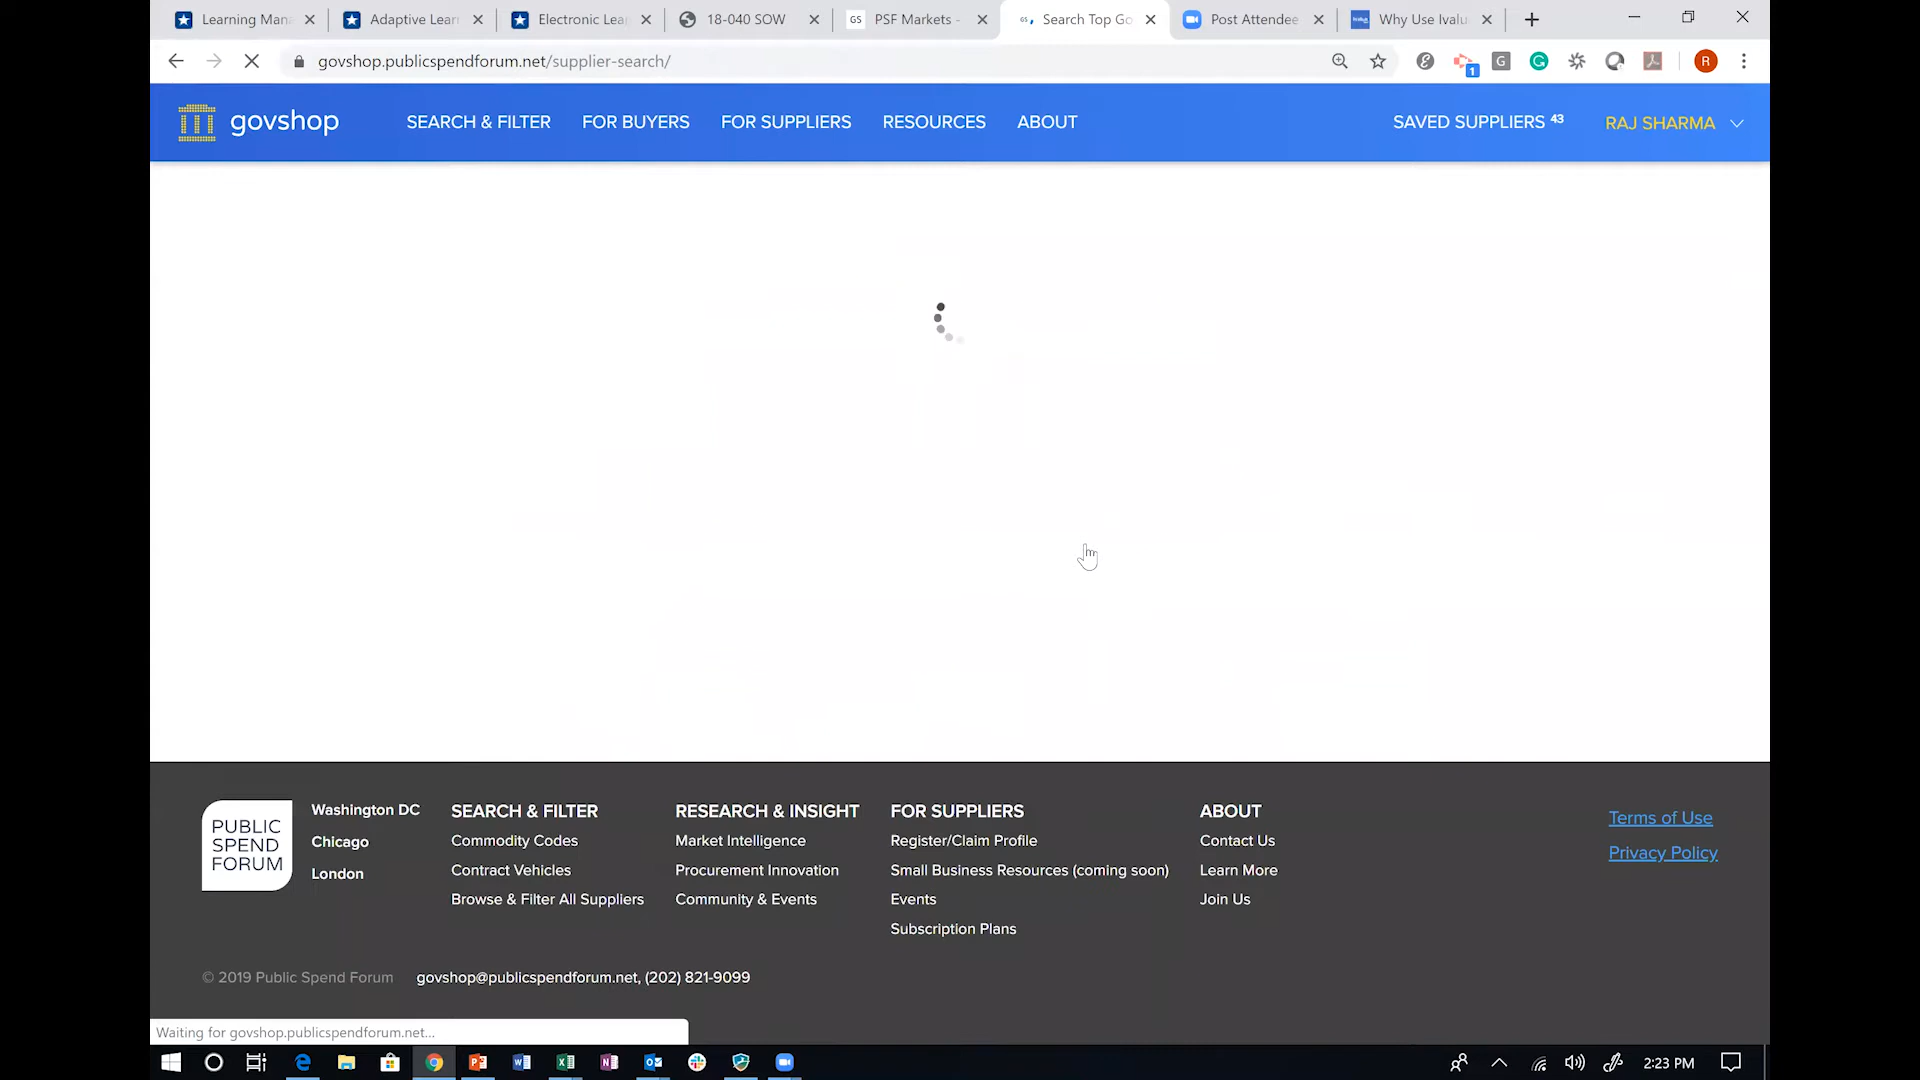 Learning Mana
Adaptive Learn
Electronic Lea
18-040 SOW
GS PSF Markets -
GS Search Top Go
Post Attendee
Why Use Ivalu
govshop.publicspendforum.net/supplier-search/
1
G
R
govshop
SEARCH & FILTER
FOR BUYERS
FOR SUPPLIERS
RESOURCES
ABOUT
SAVED SUPPLIERS 43
RAJ SHARMA
PUBLIC
SPEND
FORUM
Washington DC
Chicago
London
SEARCH & FILTER
Commodity Codes
Contract Vehicles
Browse & Filter All Suppliers
RESEARCH & INSIGHT
Market Intelligence
Procurement Innovation
Community & Events
FOR SUPPLIERS
Register/Claim Profile
Small Business Resources (coming soon)
Events
Subscription Plans
ABOUT
Contact Us
Learn More
Join Us
Terms of Use
Privacy Policy
© 2019 Public Spend Forum
govshop@publicspendforum.net, (202) 821-9099
Waiting for govshop.publicspendforum.net...
2:23 PM